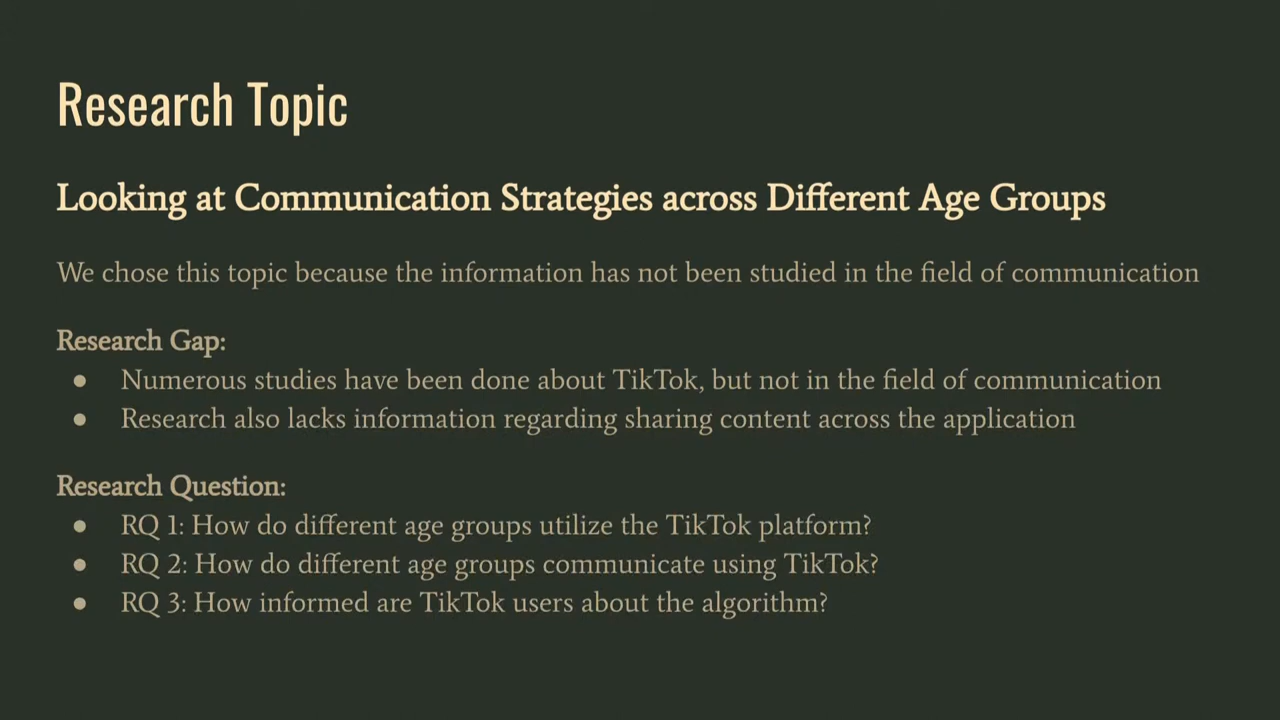 Research Topic
Looking at Communication Strategies across Different Age Groups
We chose this topic because the information has not been studied in the field of communication
Research Gap:
● Numerous studies have been done about TikTok, but not in the field of communication
● Research also lacks information regarding sharing content across the application
Research Question:
● RQ 1: How do different age groups utilize the TikTok platform?
● RQ 2: How do different age groups communicate using TikTok?
● RQ 3: How informed are TikTok users about the algorithm?